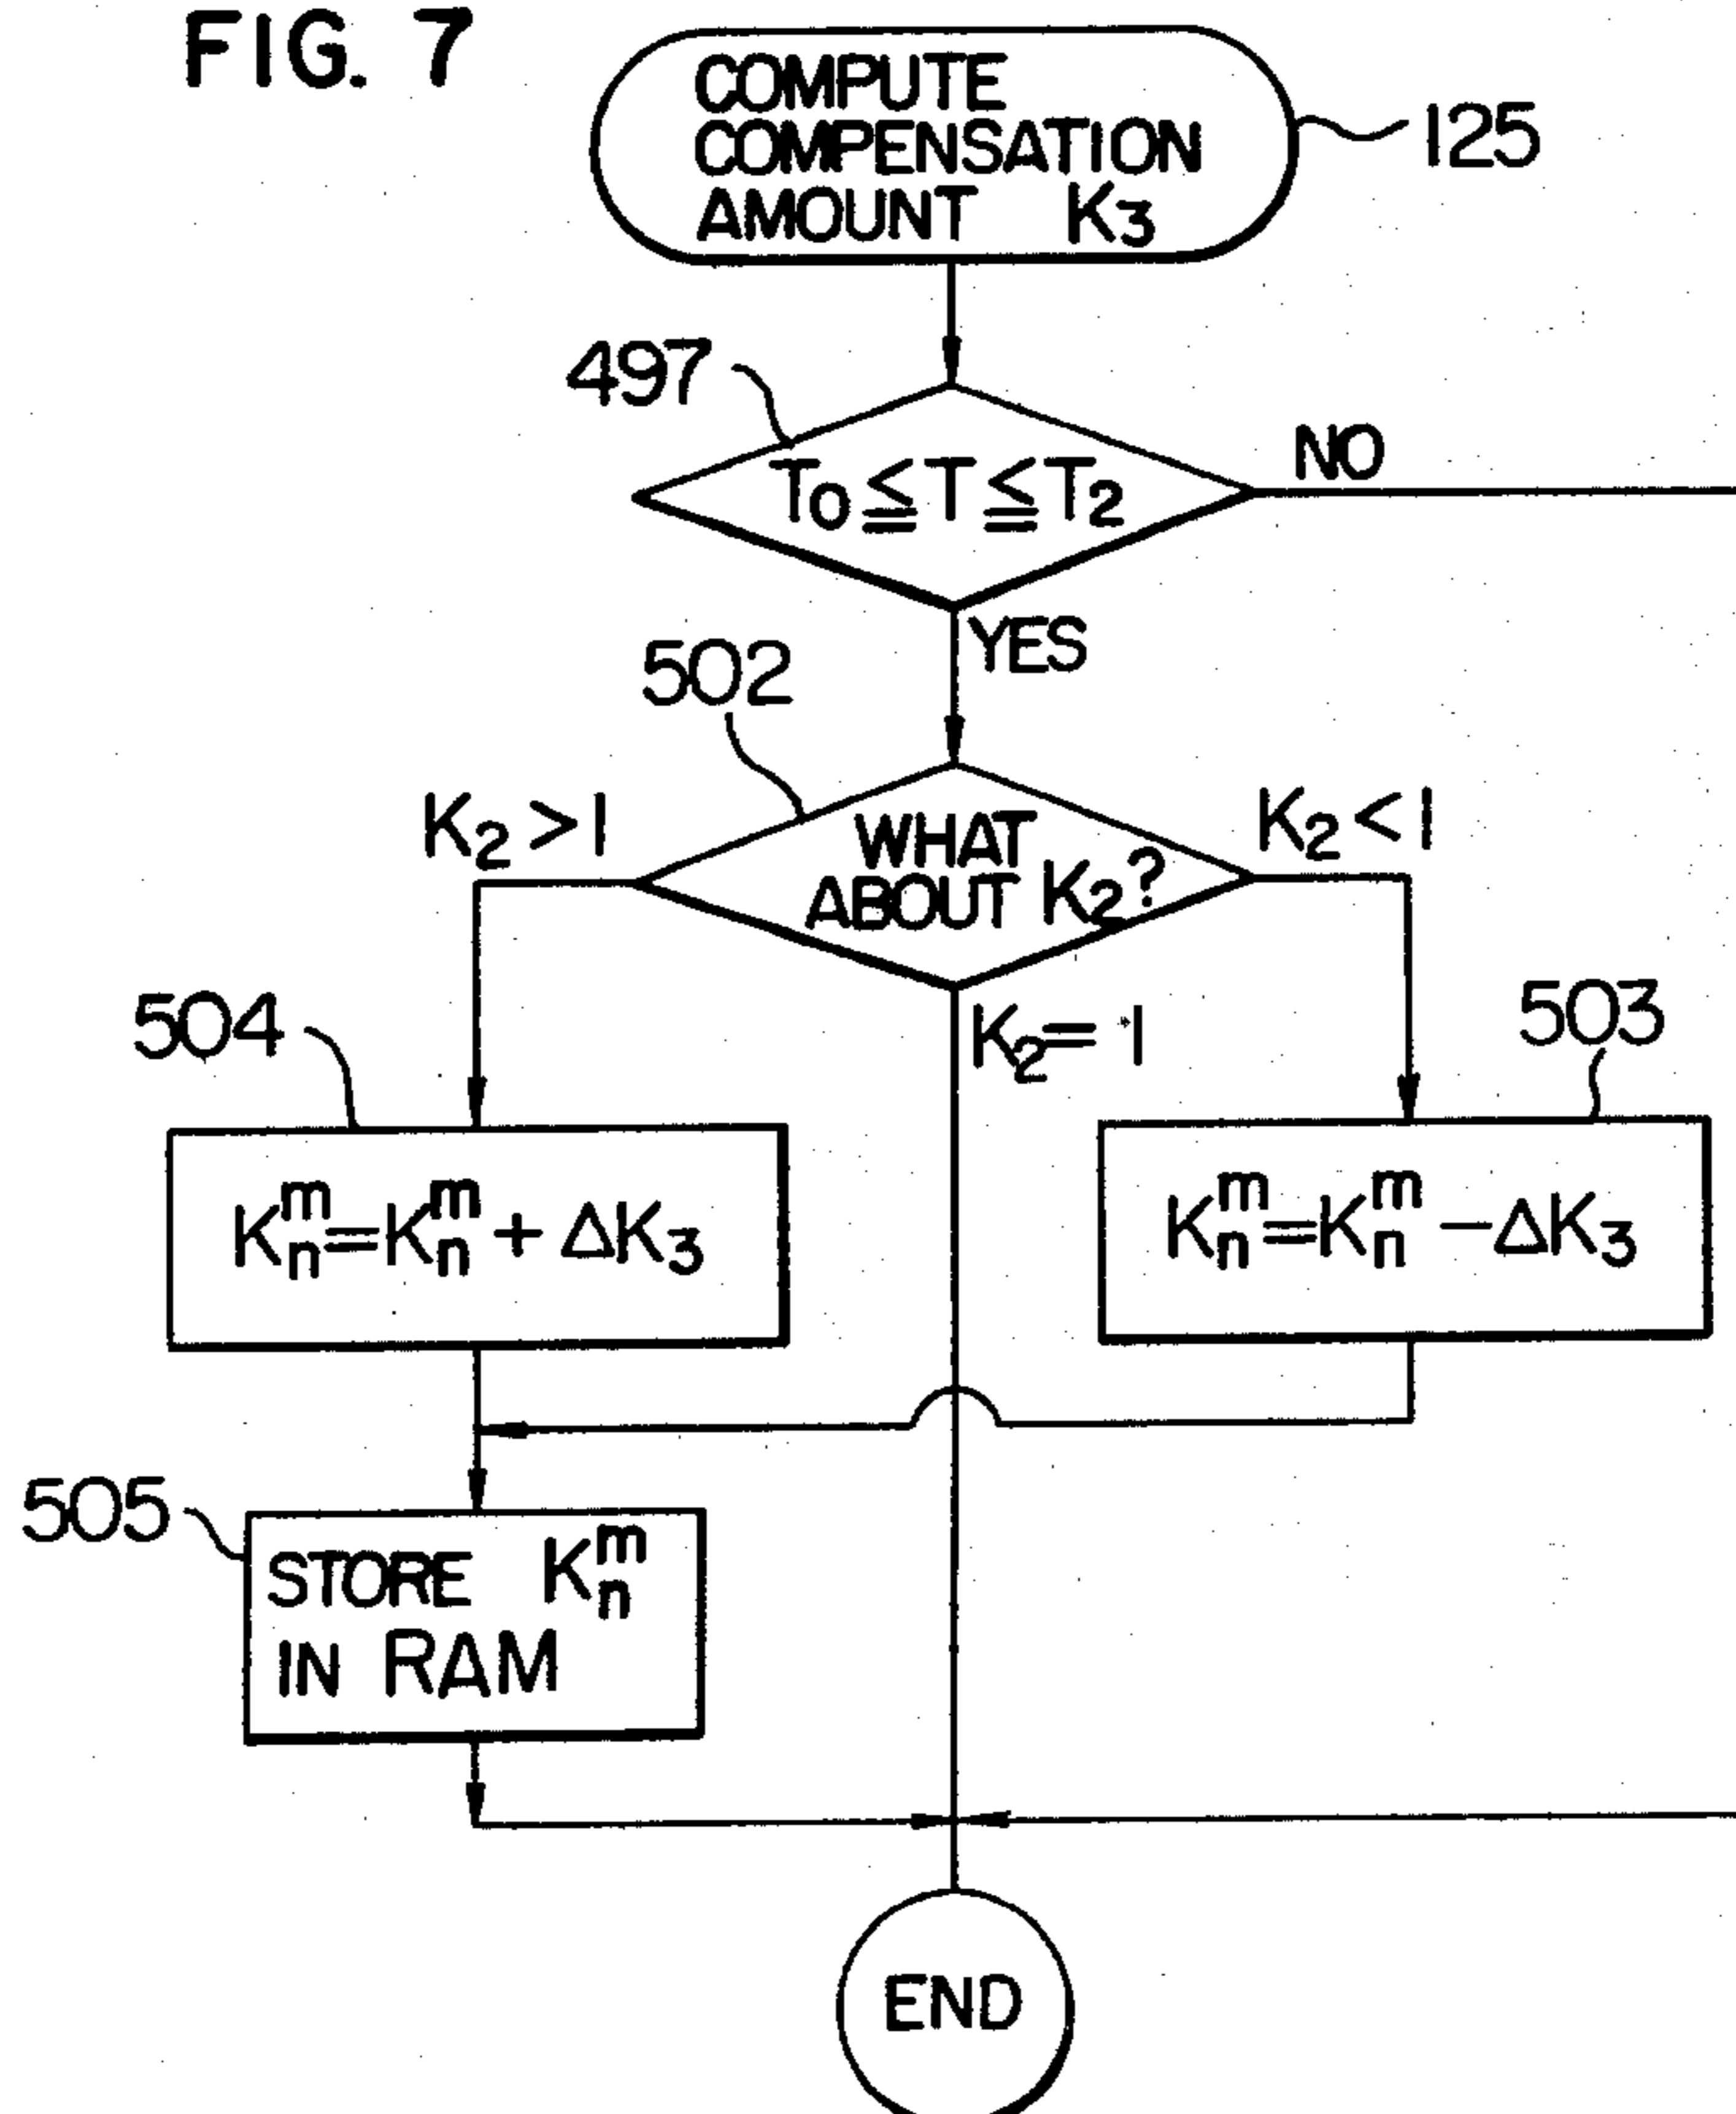 FIG. 7
COMPUTE
COMPENSATION
AMOUNT K₃
125
497
T₀ ≦ T ≦ T₂
NO
YES
502
K₂ > 1
WHAT
ABOUT K₂?
K₂ < 1
K₂ = 1
504
503
Kₙᵐ = Kₙᵐ + ΔK₃
Kₙᵐ = Kₙᵐ − ΔK₃
505
STORE Kₙᵐ
IN RAM
END